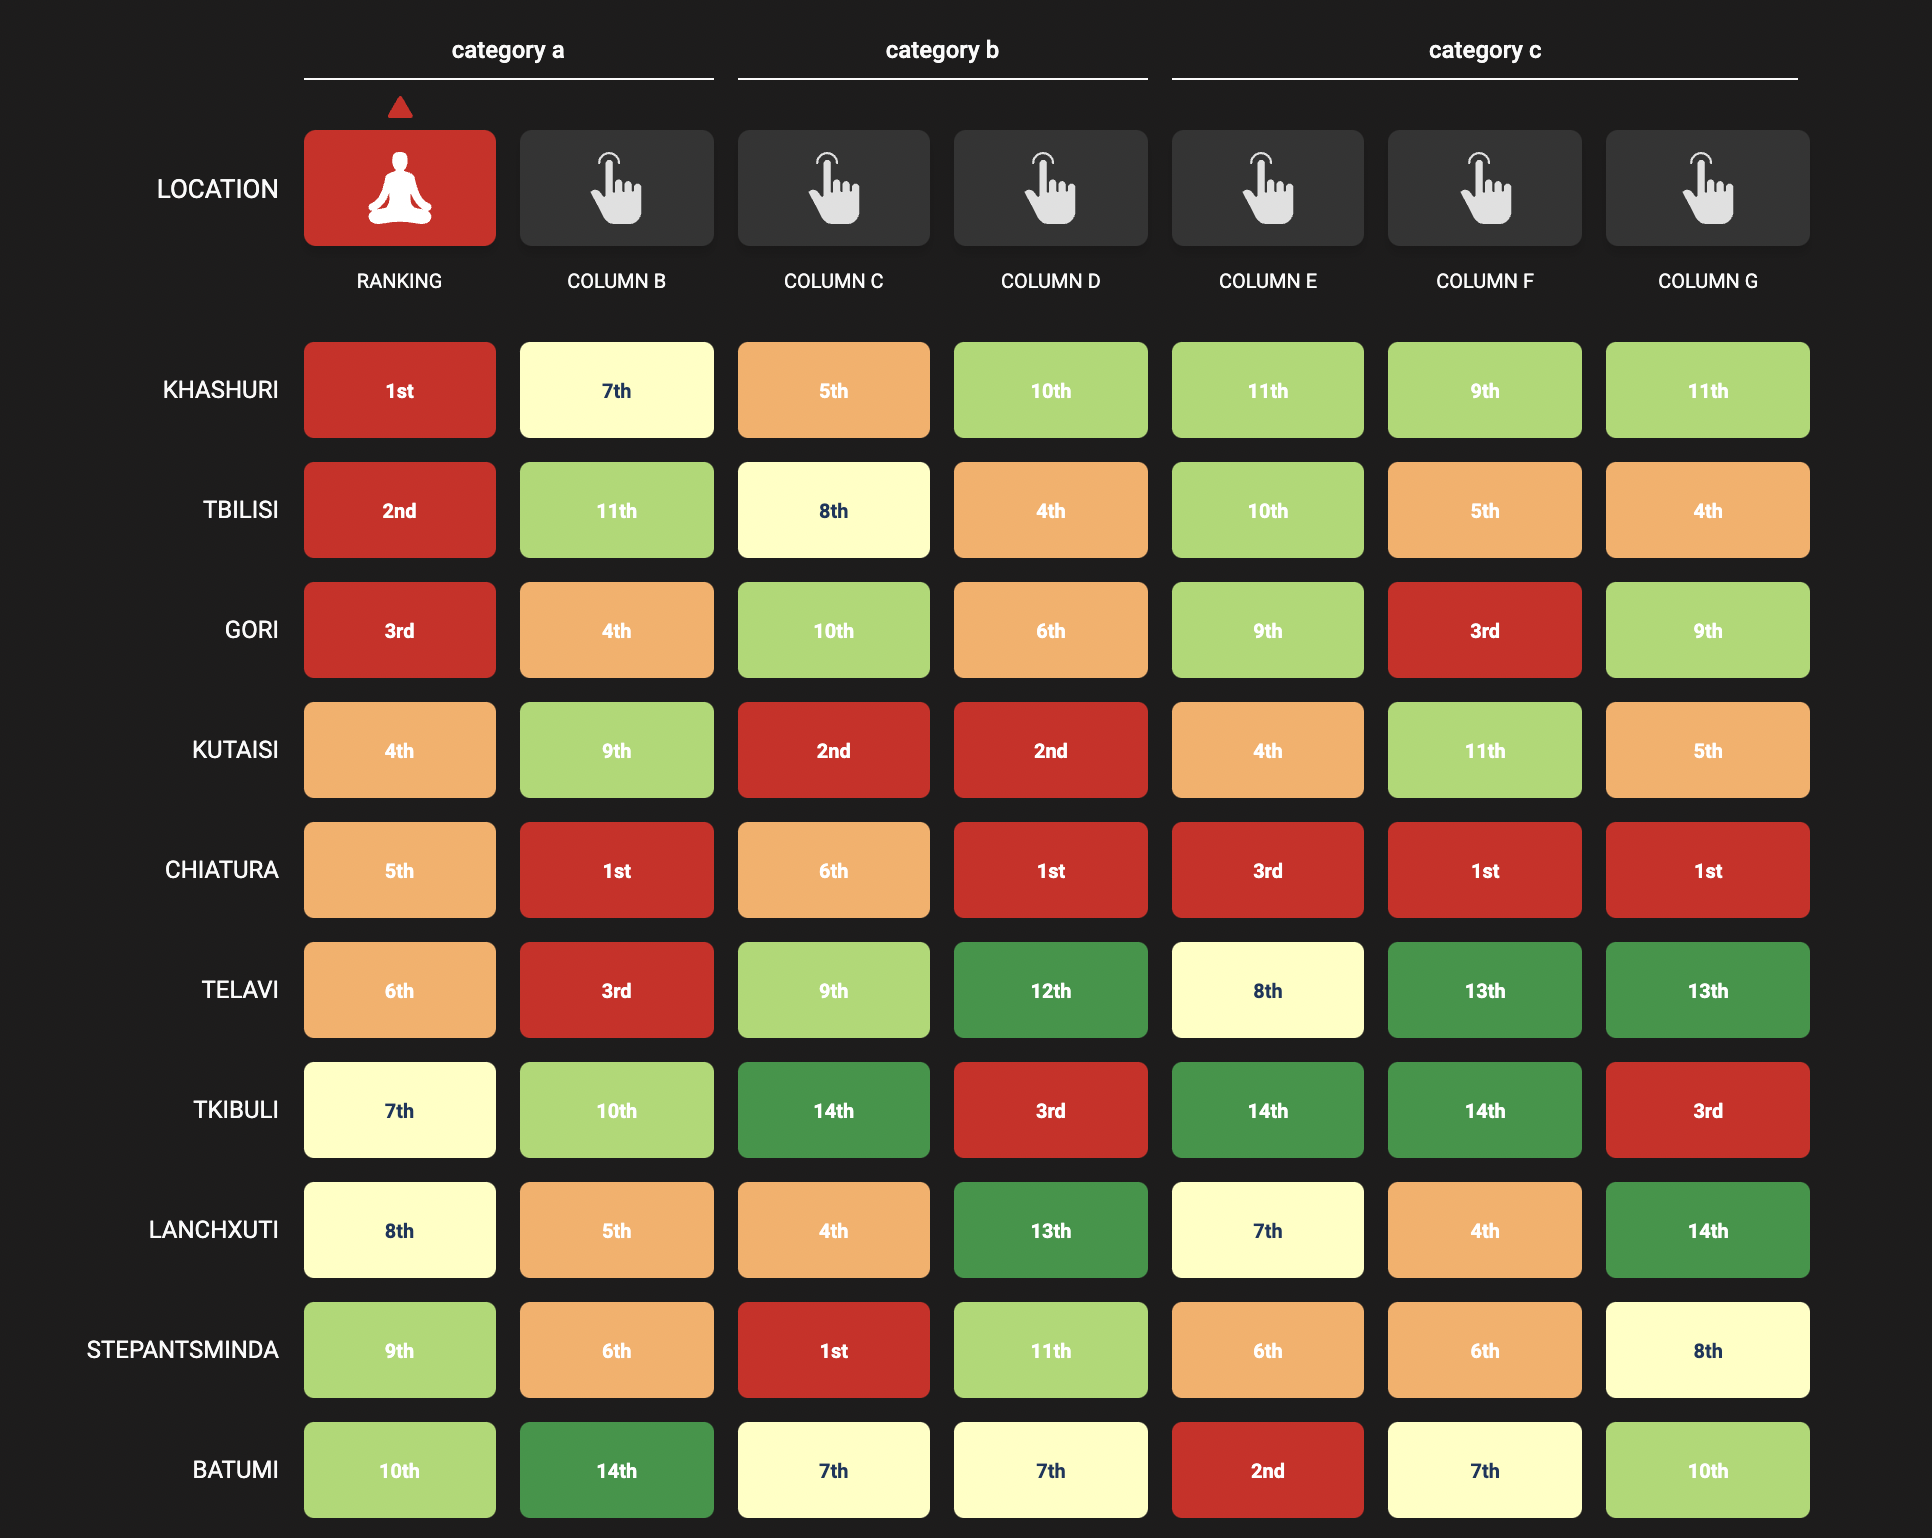 category a category b category c
LOCATION
RANKING COLUMN B COLUMN C COLUMN D COLUMN E COLUMN F COLUMN G
KHASHURI 1st 7th 5th 10th 11th 9th 11th
TBILISI 2nd 11th 8th 4th 10th 5th 4th
GORI 3rd 4th 10th 6th 9th 3rd 9th
KUTAISI 4th 9th 2nd 2nd 4th 11th 5th
CHIATURA 5th 1st 6th 1st 3rd 1st 1st
TELAVI 6th 3rd 9th 12th 8th 13th 13th
TKIBULI 7th 10th 14th 3rd 14th 14th 3rd
LANCHXUTI 8th 5th 4th 13th 7th 4th 14th
STEPANTSMINDA 9th 6th 1st 11th 6th 6th 8th
BATUMI 10th 14th 7th 7th 2nd 7th 10th